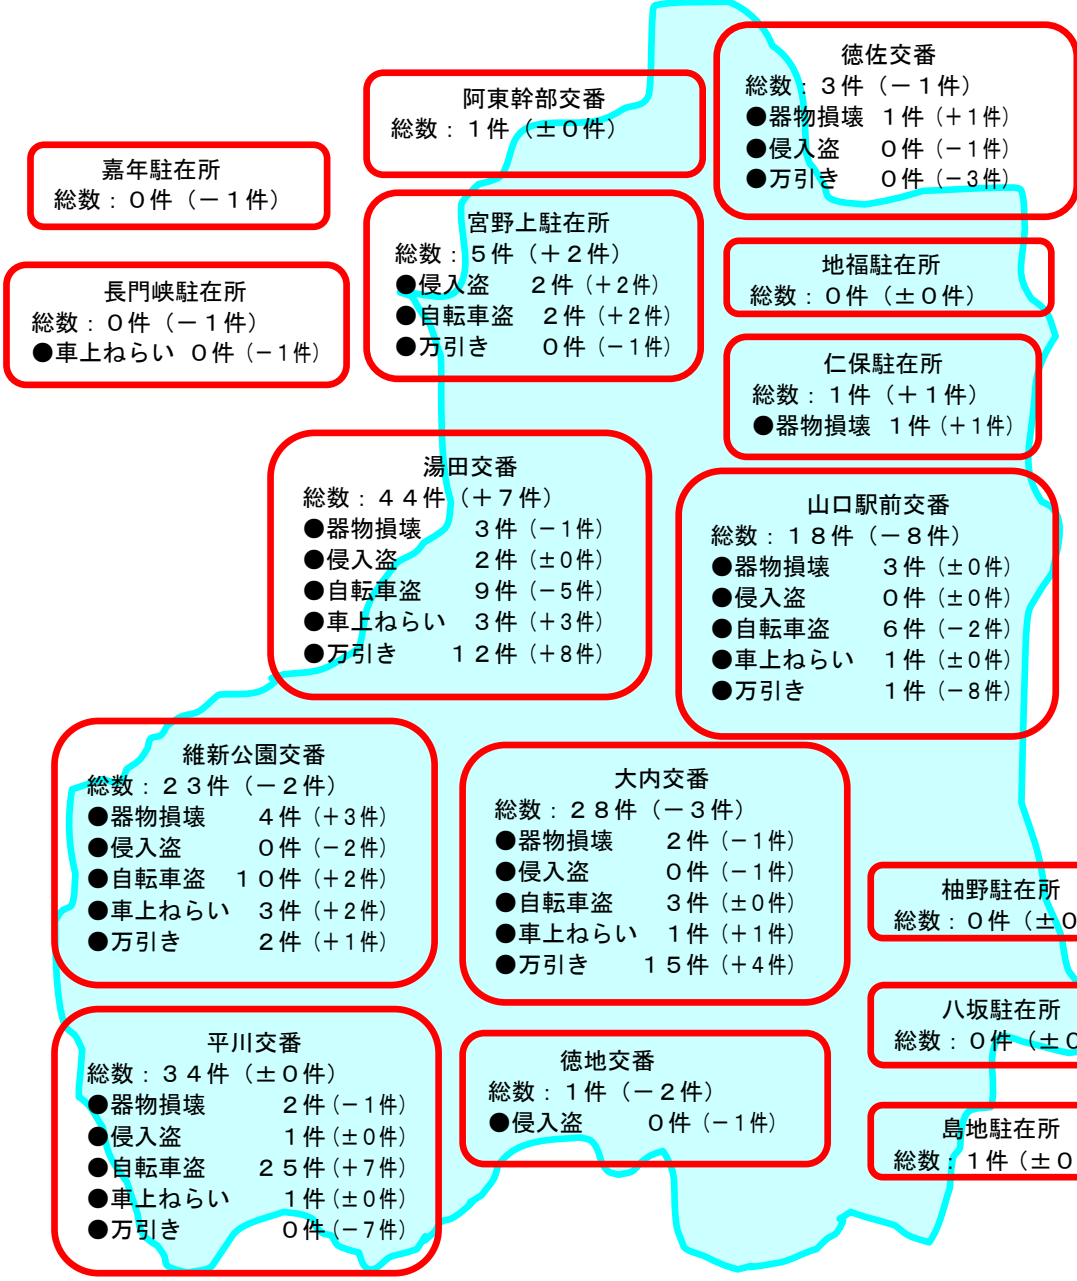 徳佐交番
総数：３件（－１件）
●器物損壊 １件（+1件）
●侵入盗 ０件（－1件）
●万引き ０件（－3件）
阿東幹部交番
総数：１件（±０件）
嘉年駐在所
総数：０件（－１件）
宮野上駐在所
総数：５件（＋２件）
●侵入盗 ２件（+2件）
●自転車盗 ２件（+2件）
●万引き ０件（－1件）
地福駐在所
総数：０件（±０件）
長門峡駐在所
総数：０件（－１件）
●車上ねらい ０件（－1件）
仁保駐在所
総数：１件（＋１件）
●器物損壊 １件（+1件）
湯田交番
総数：４４件（＋７件）
●器物損壊 ３件（－1件）
●侵入盗 ２件（±0件）
●自転車盗 ９件（－5件）
●車上ねらい ３件（+3件）
●万引き １２件（+8件）
山口駅前交番
総数：１８件（－８件）
●器物損壊 ３件（±0件）
●侵入盗 ０件（±0件）
●自転車盗 ６件（－2件）
●車上ねらい １件（±0件）
●万引き １件（－8件）
維新公園交番
総数：２３件（－２件）
●器物損壊 ４件（+3件）
●侵入盗 ０件（－2件）
●自転車盗 １０件（+2件）
●車上ねらい ３件（+2件）
●万引き ２件（+1件）
大内交番
総数：２８件（－３件）
●器物損壊 ２件（－1件）
●侵入盗 ０件（－1件）
●自転車盗 ３件（±0件）
●車上ねらい １件（+1件）
●万引き １５件（+4件）
柚野駐在所
総数：０件（±０
八坂駐在所
総数：０件（±０
平川交番
総数：３４件（±０件）
●器物損壊 ２件（－1件）
●侵入盗 １件（±0件）
●自転車盗 ２５件（+7件）
●車上ねらい １件（±0件）
●万引き ０件（－7件）
徳地交番
総数：１件（－２件）
●侵入盗 ０件（－1件）
島地駐在所
総数：１件（±０